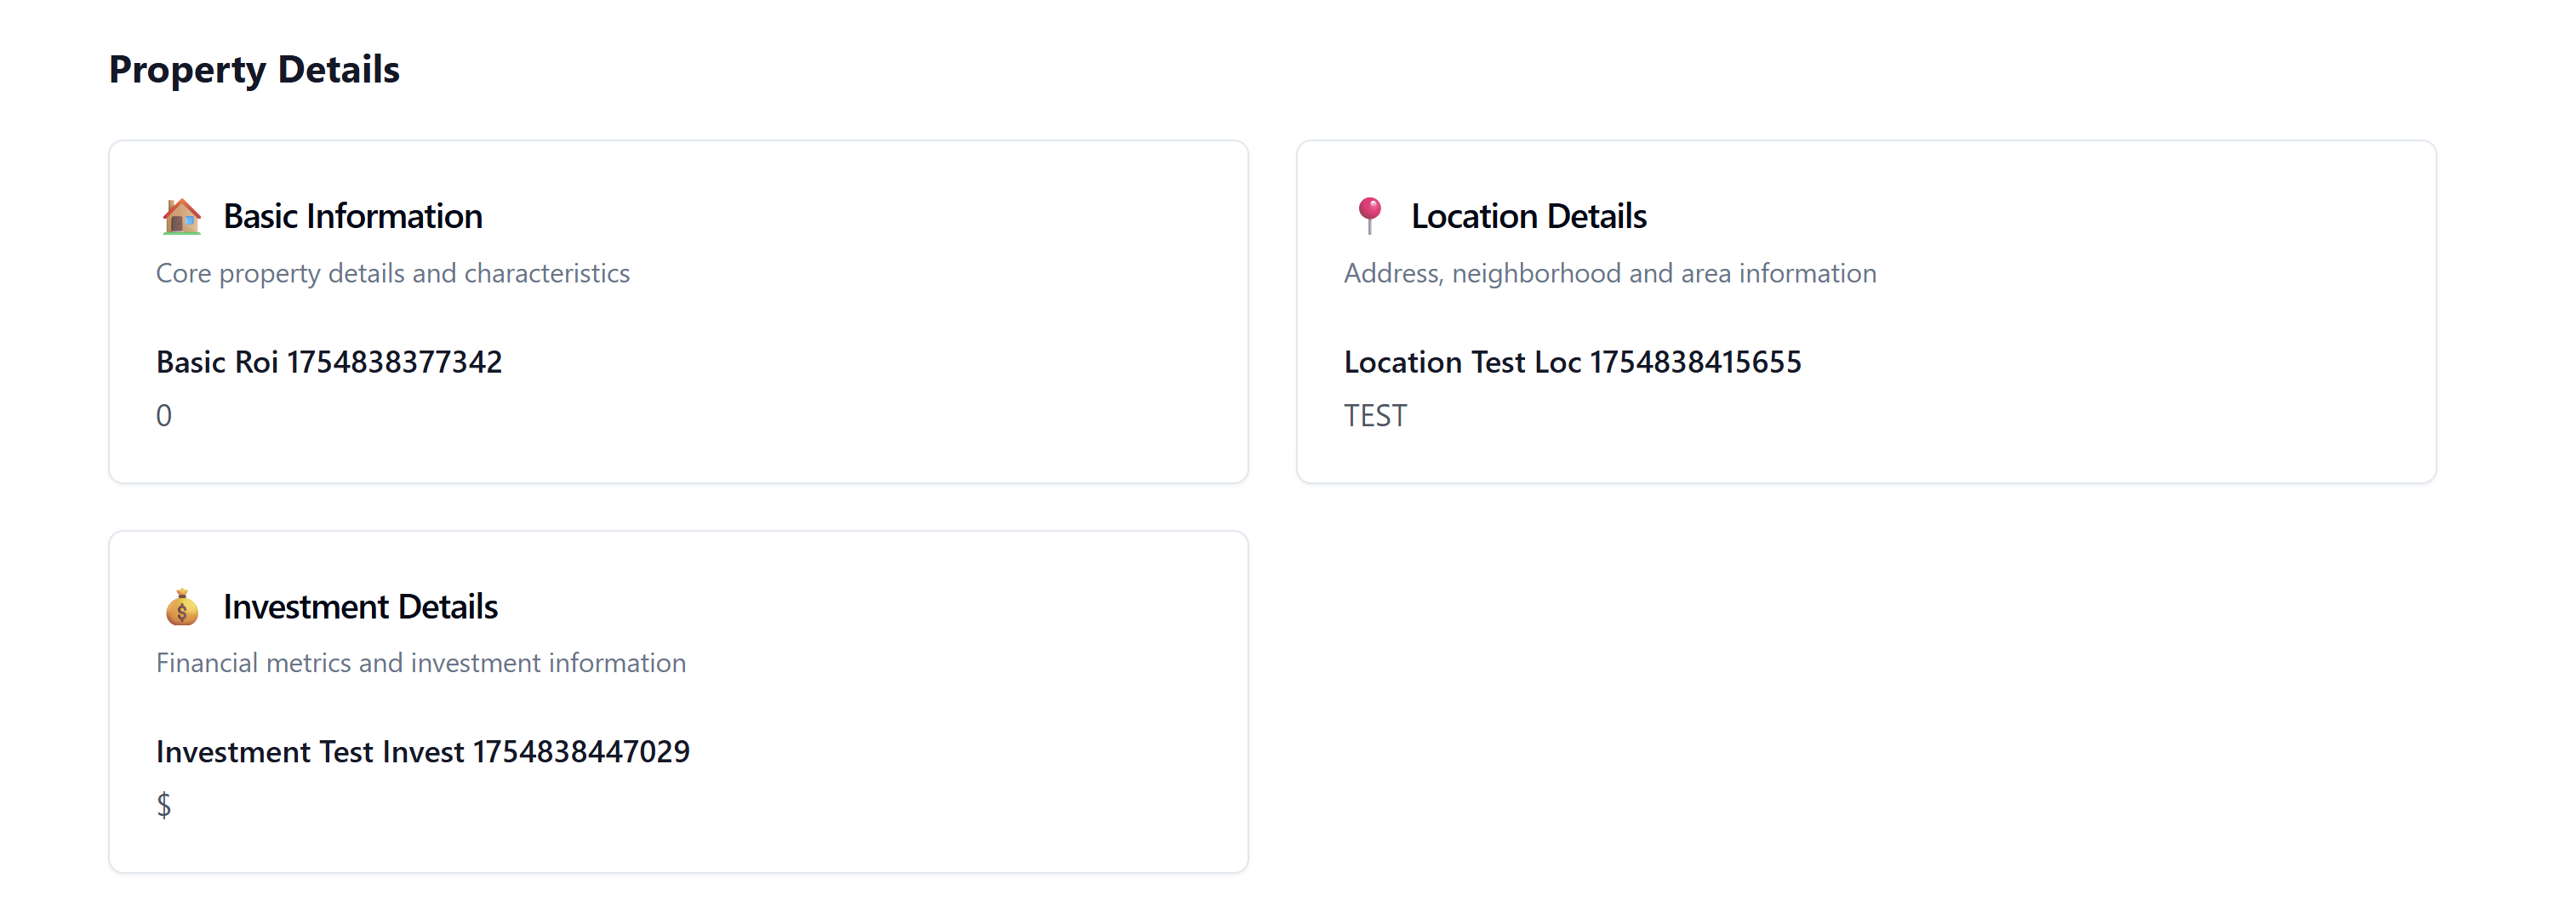 Property Details
Basic Information
Core property details and characteristics
Basic Roi 1754838377342
0
Location Details
Address, neighborhood and area information
Location Test Loc 1754838415655
TEST
Investment Details
Financial metrics and investment information
Investment Test Invest 1754838447029
$